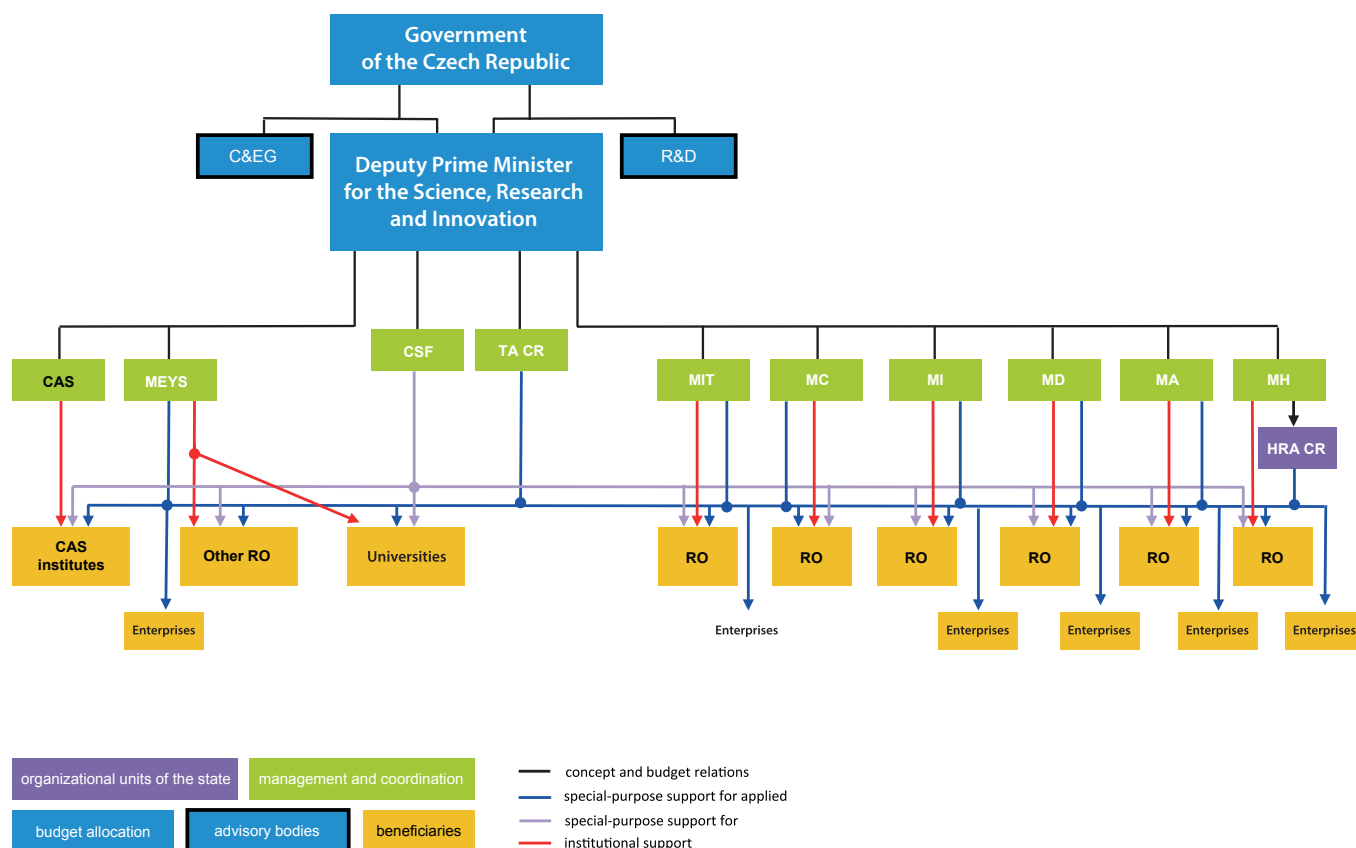 Government
of the Czech Republic
C&EG
Deputy Prime Minister
for the Science, Research
and Innovation
R&D
CAS
MEYS
CSF
TA CR
MIT
MC
MI
MD
MA
MH
HRA CR
CAS
institutes
Other RO
Universities
RO
RO
RO
RO
RO
RO
Enterprises
Enterprises
Enterprises
Enterprises
Enterprises
Enterprises
organizational units of the state
management and coordination
budget allocation
advisory bodies
beneficiaries
concept and budget relations
special-purpose support for applied
special-purpose support for
institutional support